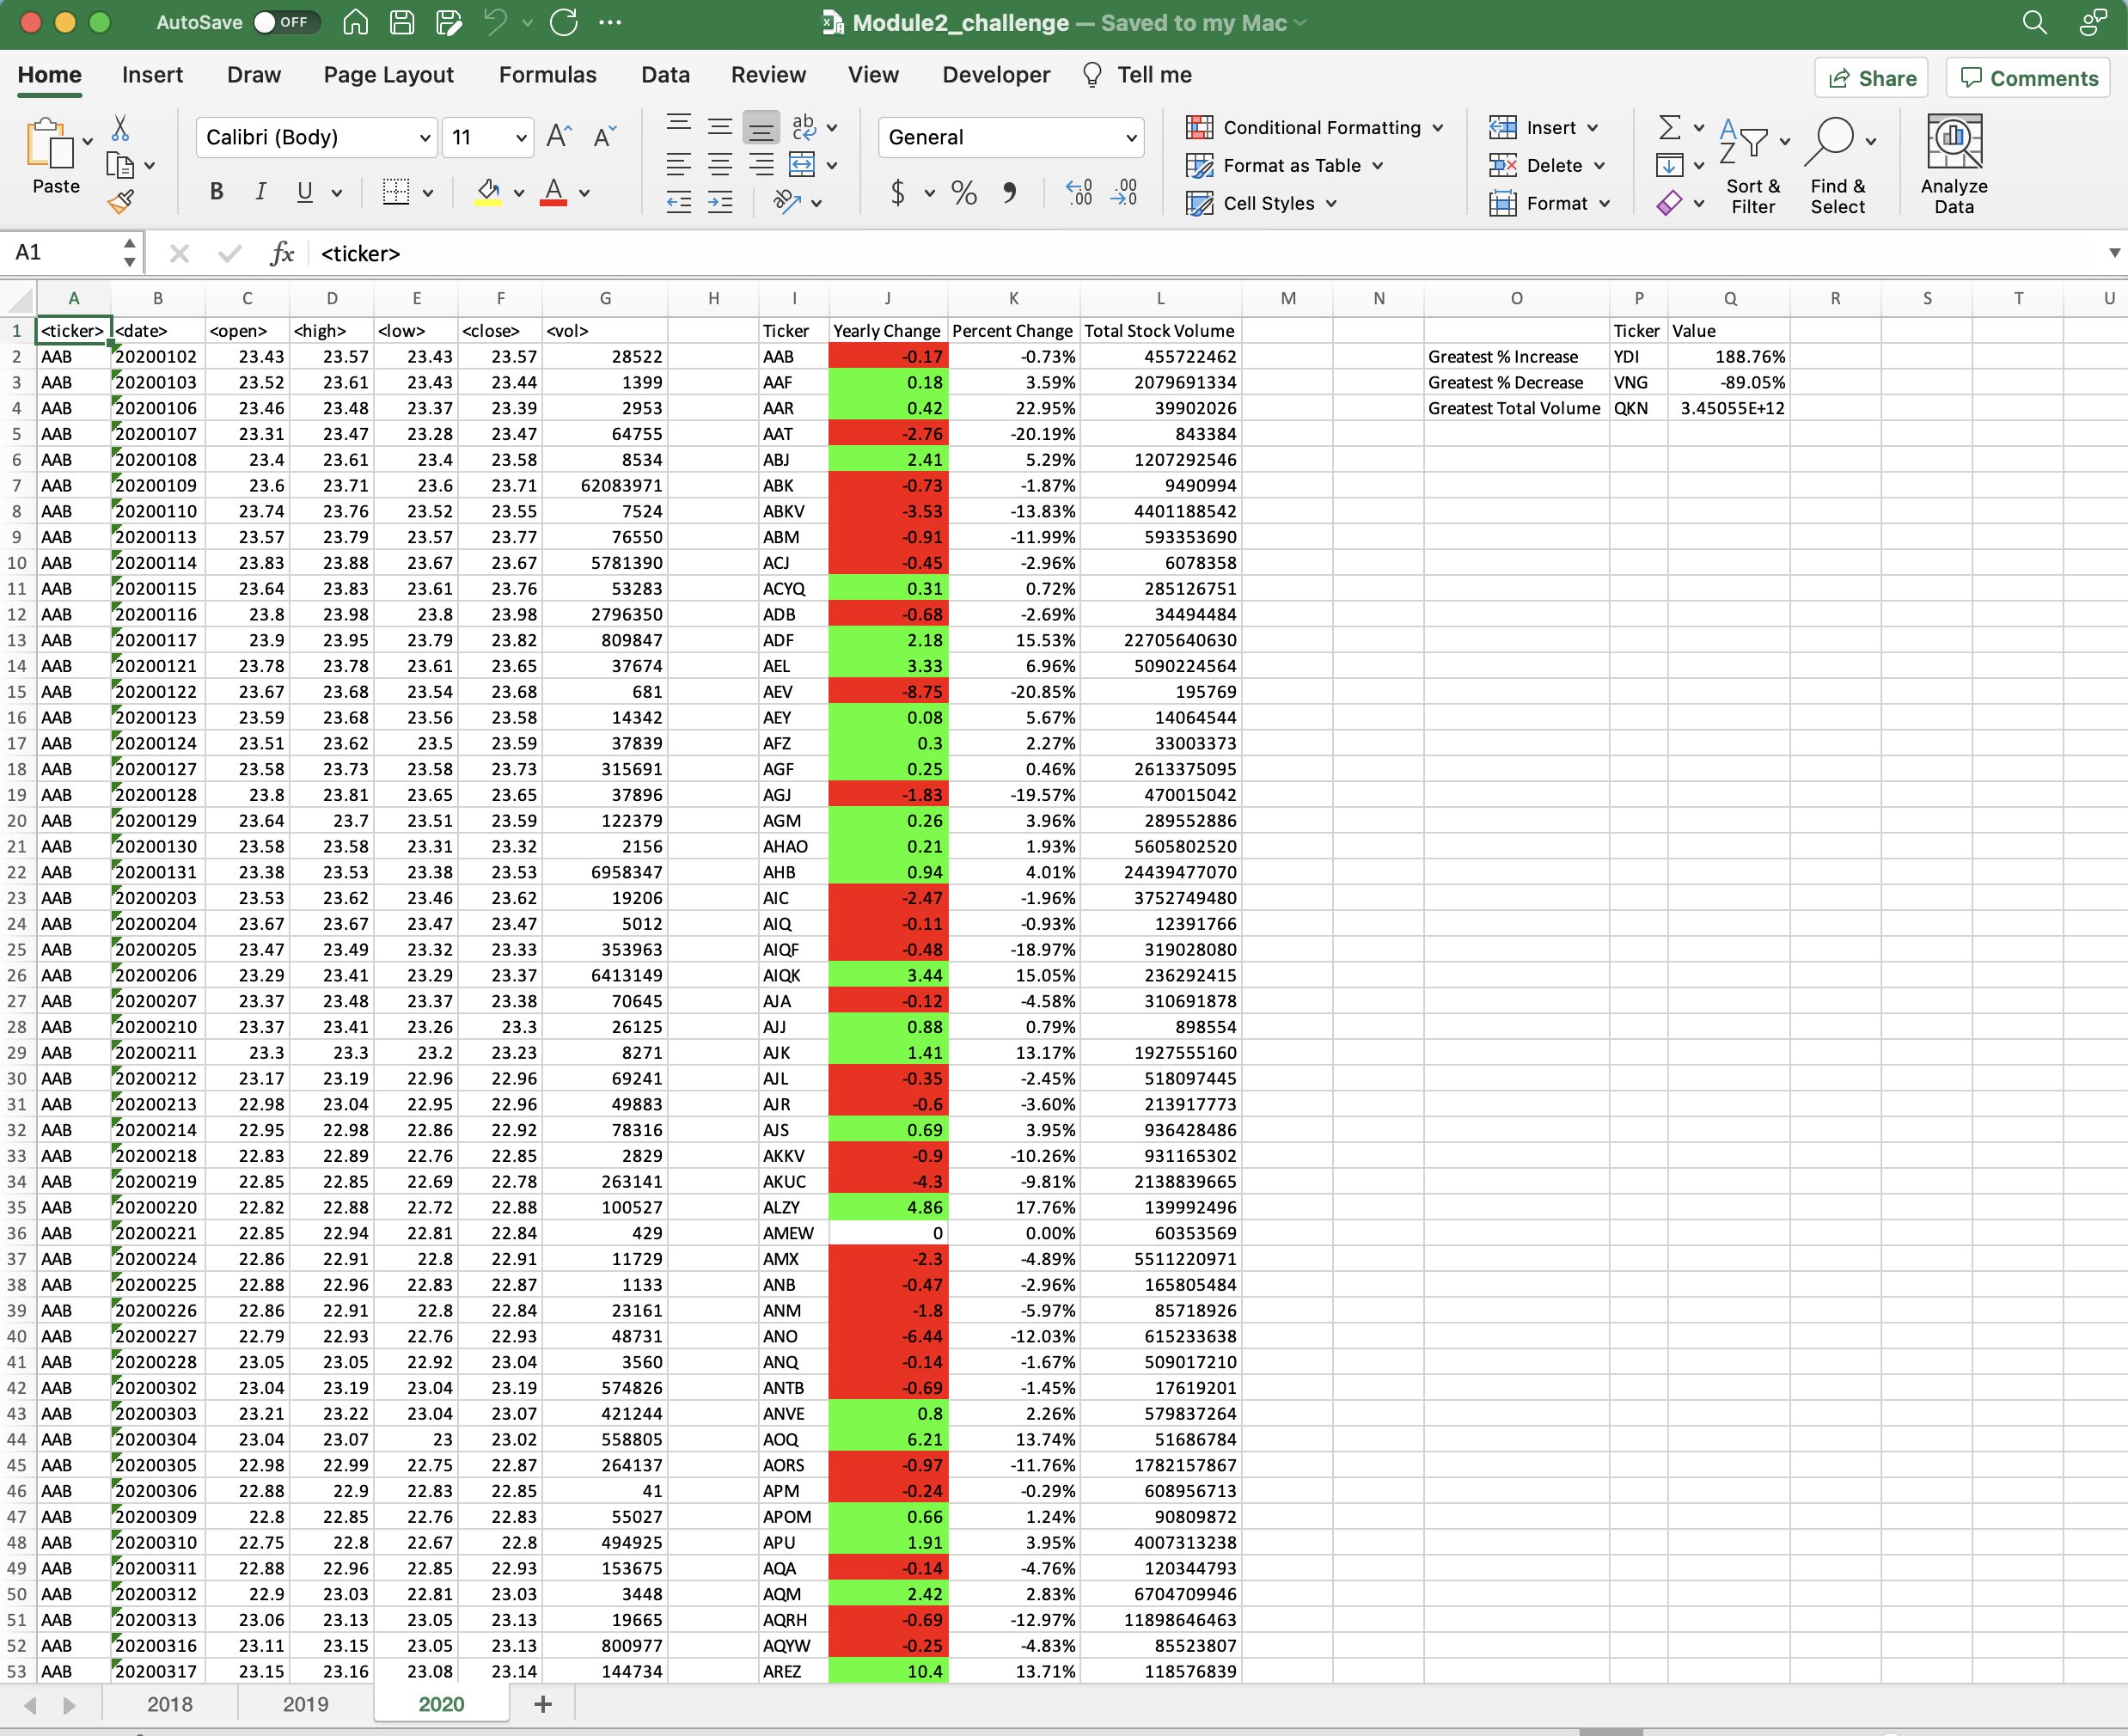 AutoSave OFF Module2_challenge — Saved to my Mac
Home Insert Draw Page Layout Formulas Data Review View Developer Tell me Share Comments
Paste Calibri (Body) 11 General Conditional Formatting Format as Table Cell Styles Insert Delete Format Sort & Filter Find & Select Analyze Data
A1 fx <ticker>
A B C D E F G H I J K L M N O P Q R S T U
1 <ticker> <date> <open> <high> <low> <close> <vol> Ticker Yearly Change Percent Change Total Stock Volume Ticker Value
2 AAB 20200102 23.43 23.57 23.43 23.57 28522 AAB -0.17 -0.73% 455722462 Greatest % Increase YDI 188.76%
3 AAB 20200103 23.52 23.61 23.43 23.44 1399 AAF 0.18 3.59% 2079691334 Greatest % Decrease VNG -89.05%
4 AAB 20200106 23.46 23.48 23.37 23.39 2953 AAR 0.42 22.95% 39902026 Greatest Total Volume QKN 3.45055E+12
5 AAB 20200107 23.31 23.47 23.28 23.47 64755 AAT -2.76 -20.19% 843384
6 AAB 20200108 23.4 23.61 23.4 23.58 8534 ABJ 2.41 5.29% 1207292546
7 AAB 20200109 23.6 23.71 23.6 23.71 62083971 ABK -0.73 -1.87% 9490994
8 AAB 20200110 23.74 23.76 23.52 23.55 7524 ABKV -3.53 -13.83% 4401188542
9 AAB 20200113 23.57 23.79 23.57 23.77 76550 ABM -0.91 -11.99% 593353690
10 AAB 20200114 23.83 23.88 23.67 23.67 5781390 ACJ -0.45 -2.96% 6078358
11 AAB 20200115 23.64 23.83 23.61 23.76 53283 ACYQ 0.31 0.72% 285126751
12 AAB 20200116 23.8 23.98 23.8 23.98 2796350 ADB -0.68 -2.69% 34494484
13 AAB 20200117 23.9 23.95 23.79 23.82 809847 ADF 2.18 15.53% 22705640630
14 AAB 20200121 23.78 23.78 23.61 23.65 37674 AEL 3.33 6.96% 5090224564
15 AAB 20200122 23.67 23.68 23.54 23.68 681 AEV -8.75 -20.85% 195769
16 AAB 20200123 23.59 23.68 23.56 23.58 14342 AEY 0.08 5.67% 14064544
17 AAB 20200124 23.51 23.62 23.5 23.59 37839 AFZ 0.3 2.27% 33003373
18 AAB 20200127 23.58 23.73 23.58 23.73 315691 AGF 0.25 0.46% 2613375095
19 AAB 20200128 23.8 23.81 23.65 23.65 37896 AGJ -1.83 -19.57% 470015042
20 AAB 20200129 23.64 23.7 23.51 23.59 122379 AGM 0.26 3.96% 289552886
21 AAB 20200130 23.58 23.58 23.31 23.32 2156 AHAO 0.21 1.93% 5605802520
22 AAB 20200131 23.38 23.53 23.38 23.53 6958347 AHB 0.94 4.01% 24439477070
23 AAB 20200203 23.53 23.62 23.46 23.62 19206 AIC -2.47 -1.96% 3752749480
24 AAB 20200204 23.67 23.67 23.47 23.47 5012 AIQ -0.11 -0.93% 12391766
25 AAB 20200205 23.47 23.49 23.32 23.33 353963 AIQF -0.48 -18.97% 319028080
26 AAB 20200206 23.29 23.41 23.29 23.37 6413149 AIQK 3.44 15.05% 236292415
27 AAB 20200207 23.37 23.48 23.37 23.38 70645 AJA -0.12 -4.58% 310691878
28 AAB 20200210 23.37 23.41 23.26 23.3 26125 AJJ 0.88 0.79% 898554
29 AAB 20200211 23.3 23.3 23.2 23.23 8271 AJK 1.41 13.17% 1927555160
30 AAB 20200212 23.17 23.19 22.96 22.96 69241 AJL -0.35 -2.45% 518097445
31 AAB 20200213 22.98 23.04 22.95 22.96 49883 AJR -0.6 -3.60% 213917773
32 AAB 20200214 22.95 22.98 22.86 22.92 78316 AJS 0.69 3.95% 936428486
33 AAB 20200218 22.83 22.89 22.76 22.85 2829 AKKV -0.9 -10.26% 931165302
34 AAB 20200219 22.82 22.85 22.69 22.78 263141 AKUC -4.3 -9.81% 2138839665
35 AAB 20200220 22.82 22.88 22.72 22.88 100527 ALZY 4.86 17.76% 139992496
36 AAB 20200221 22.85 22.94 22.81 22.84 429 AMEW 0 0.00% 60353569
37 AAB 20200224 22.86 22.91 22.8 22.91 11729 AMX -2.3 -4.89% 5511220971
38 AAB 20200225 22.88 22.96 22.83 22.87 1133 ANB -0.47 -2.96% 165805484
39 AAB 20200226 22.86 22.91 22.8 22.84 23161 ANM -1.8 -5.97% 85718926
40 AAB 20200227 22.79 22.93 22.76 22.93 48731 ANO -6.44 -12.03% 615233638
41 AAB 20200228 23.05 23.05 22.92 23.04 3560 ANQ -0.14 -1.67% 509017210
42 AAB 20200302 23.04 23.19 23.04 23.19 574826 ANTB -0.69 -1.45% 17619201
43 AAB 20200303 23.21 23.22 23.04 23.07 421244 ANVE 0.8 2.26% 579837264
44 AAB 20200304 23.04 23.07 23 23.02 558805 AOQ 6.21 13.74% 51686784
45 AAB 20200305 22.98 22.99 22.75 22.87 264137 AORS -0.97 -11.76% 1782157867
46 AAB 20200306 22.88 22.9 22.83 22.85 41 APM -0.24 -0.29% 608956713
47 AAB 20200309 22.8 22.85 22.76 22.83 55027 APOM 0.66 1.24% 90809872
48 AAB 20200310 22.75 22.8 22.67 22.8 494925 APU 1.91 3.95% 4007313238
49 AAB 20200311 22.88 22.96 22.85 22.93 153675 AQA -0.14 -4.76% 120344793
50 AAB 20200312 22.9 23.03 22.81 23.03 3448 AQM 2.42 2.83% 6704709946
51 AAB 20200313 23.06 23.13 23.05 23.13 19665 AQRH -0.69 -12.97% 11898646463
52 AAB 20200316 23.11 23.15 23.05 23.13 800977 AQYW -0.25 -4.83% 85523807
53 AAB 20200317 23.15 23.16 23.08 23.14 144734 AREZ 10.4 13.71% 118576839
2018 2019 2020 +